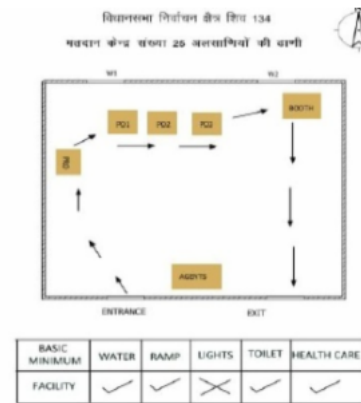 विधानसभा निर्वाचन क्षेत्र शिव 134
मतदान केन्द्र संख्या 25 अलसाणियों की ढाणी
W1
W2
PO1
PO2
PO3
BOOTH
AGENTS
ENTRANCE
EXIT
BASIC MINIMUM
WATER
RAMP
LIGHTS
TOILET
HEALTH CARE
FACILITY